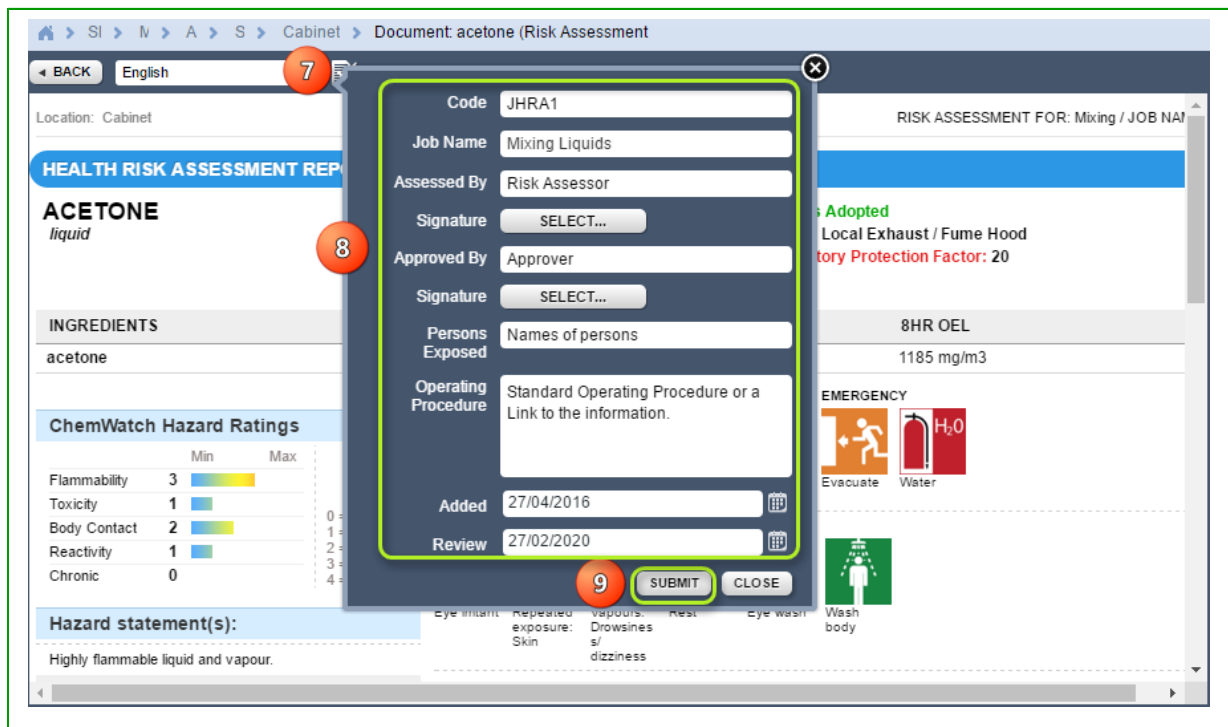 SI > M > A > S > Cabinet > Document: acetone (Risk Assessment
BACK English 7
Location: Cabinet
RISK ASSESSMENT FOR: Mixing / JOB NA
HEALTH RISK ASSESSMENT REP
ACETONE
liquid
s Adopted
Local Exhaust / Fume Hood
tory Protection Factor: 20
8
Code JHRA1
Job Name Mixing Liquids
Assessed By Risk Assessor
Signature SELECT...
Approved By Approver
Signature SELECT...
Persons Exposed Names of persons
Operating Procedure Standard Operating Procedure or a
Link to the information.
Added 27/04/2016
Review 27/02/2020
9 SUBMIT CLOSE
INGREDIENTS 8HR OEL
acetone 1185 mg/m3
ChemWatch Hazard Ratings
Min Max
Flammability 3
Toxicity 1
Body Contact 2
Reactivity 1
Chronic 0
0 =
1 =
2 =
3 =
4 =
EMERGENCY
H2O
Evacuate Water
Eye irritant Repeated exposure: Skin Vapours: Drowsines s/ dizziness Rest Eye wash Wash body
Hazard statement(s):
Highly flammable liquid and vapour.